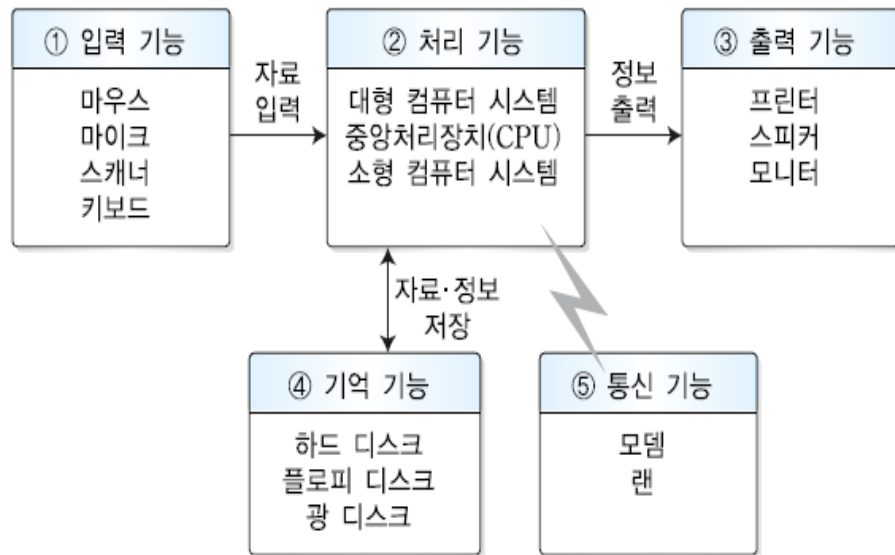 ① 입력 기능
마우스
마이크
스캐너
키보드
자료
입력
② 처리 기능
대형 컴퓨터 시스템
중앙처리장치(CPU)
소형 컴퓨터 시스템
정보
출력
③ 출력 기능
프린터
스피커
모니터
자료·정보
저장
④ 기억 기능
하드 디스크
플로피 디스크
광 디스크
⑤ 통신 기능
모뎀
랜